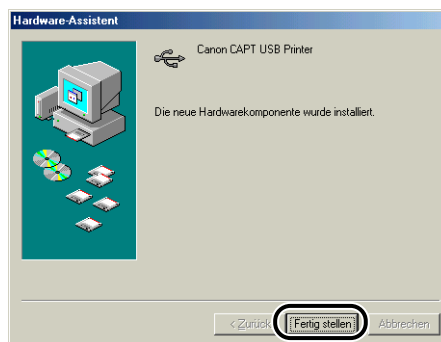 Hardware-Assistent
Canon CAPT USB Printer
Die neue Hardwarekomponente wurde installiert.
< Zurück
Fertig stellen
Abbrechen